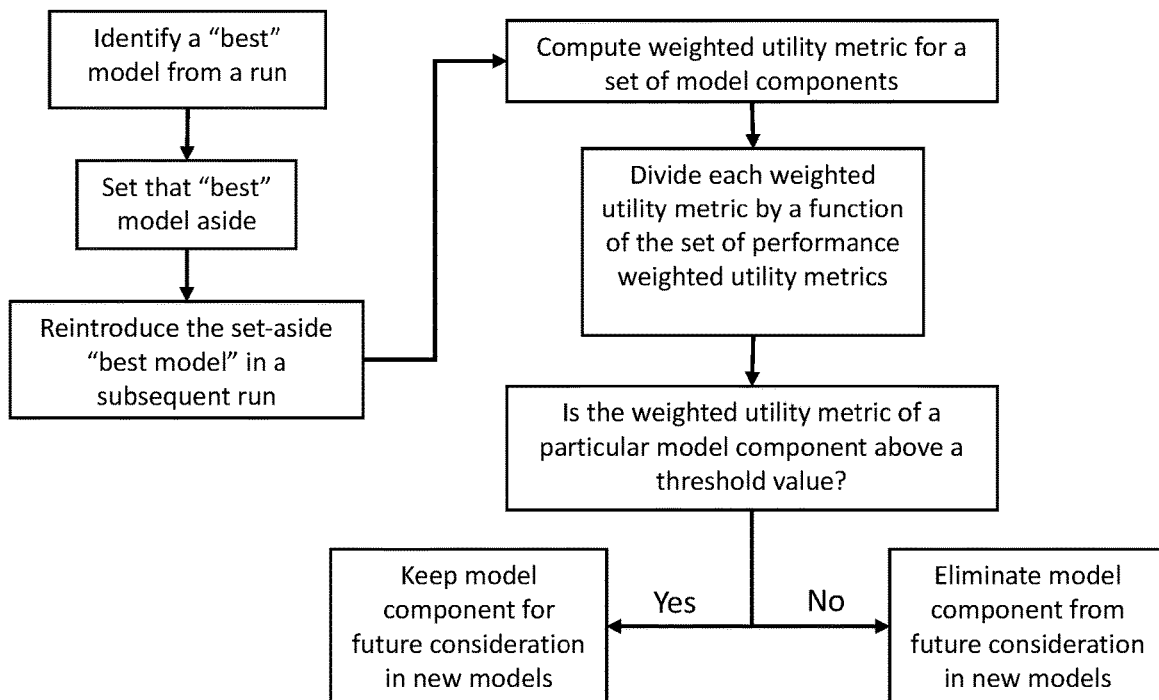 Identify a “best”
model from a run
Set that “best”
model aside
Reintroduce the set-aside
“best model” in a
subsequent run
Compute weighted utility metric for a
set of model components
Divide each weighted
utility metric by a function
of the set of performance
weighted utility metrics
Is the weighted utility metric of a
particular model component above a
threshold value?
Yes
No
Keep model
component for
future consideration
in new models
Eliminate model
component from
future consideration
in new models